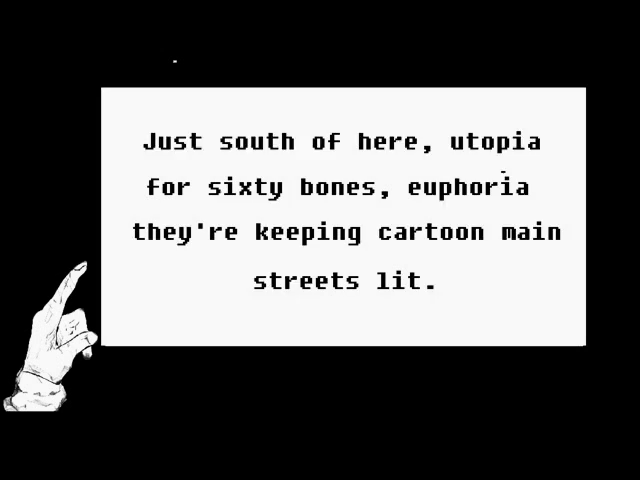 Just south of here, utopia
for sixty bones, euphoria
they're keeping cartoon main
streets lit.